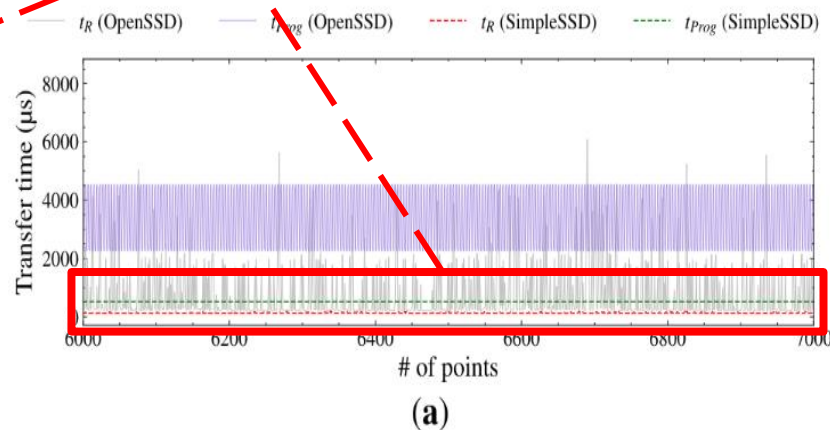 t_R (OpenSSD) t_Prog (OpenSSD) t_R (SimpleSSD) t_Prog (SimpleSSD)
Transfer time (μs)
8000
6000
4000
2000
6000 6200 6400 6600 6800 7000
# of points
(a)